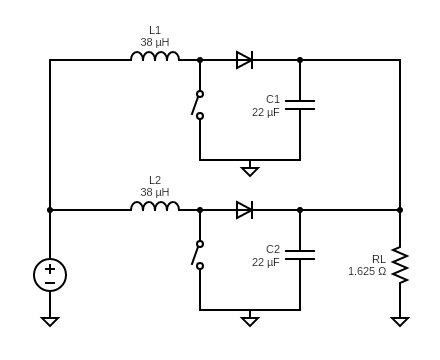 L1
38 µH
C1
22 µF
L2
38 µH
C2
22 µF
RL
1.625 Ω